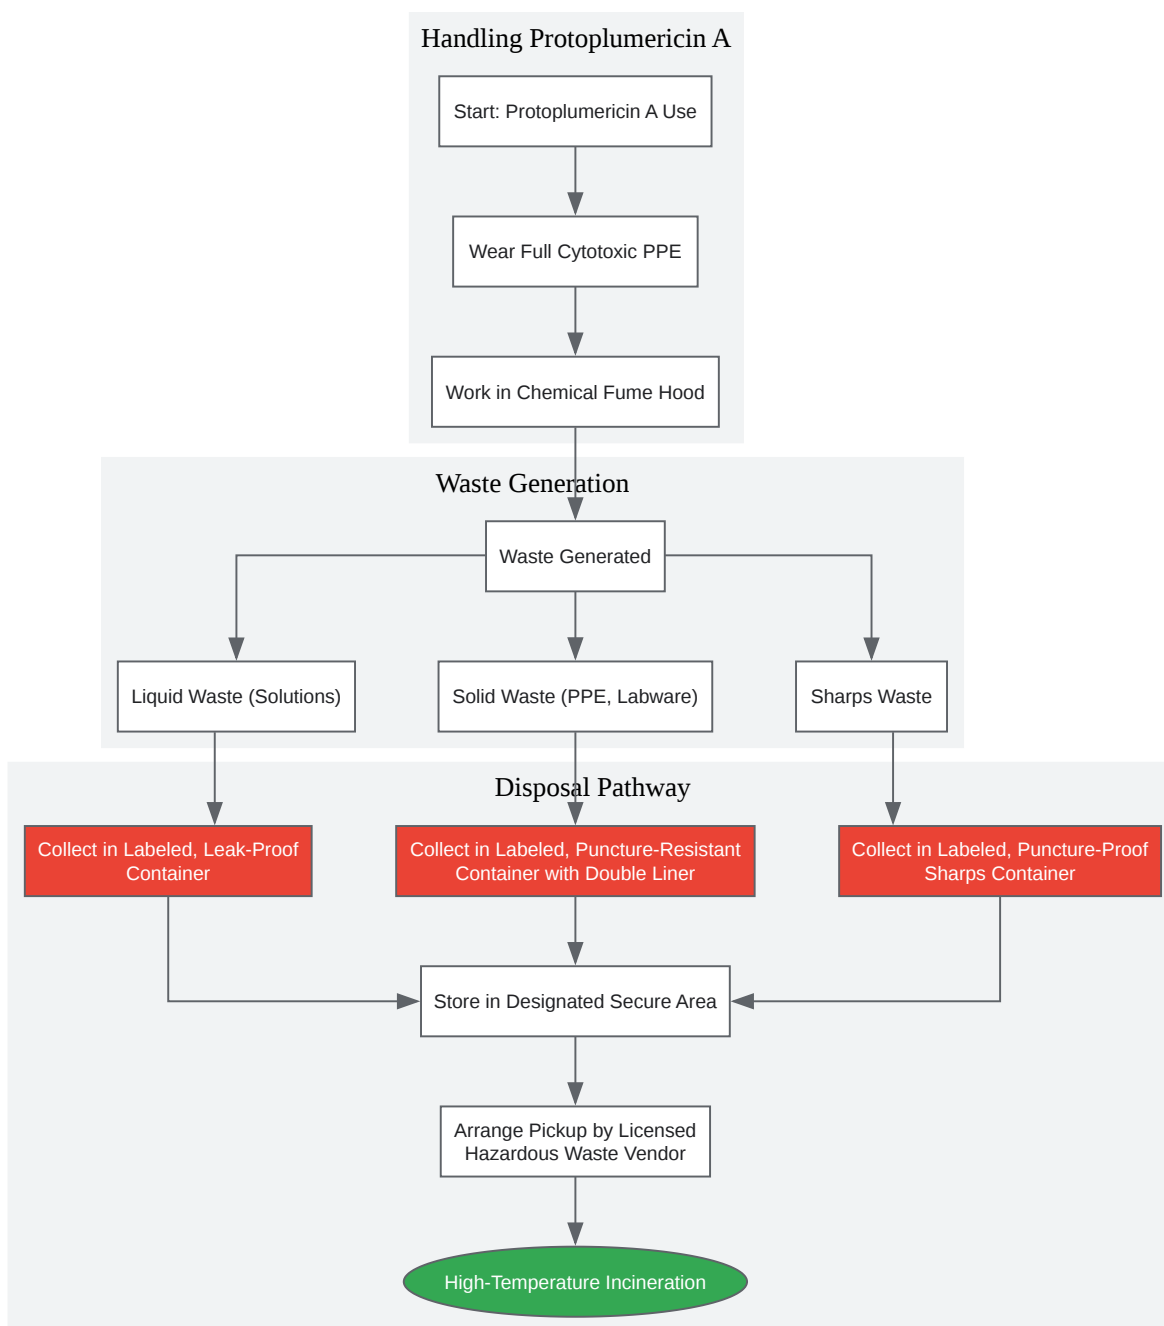 Handling Protoplumericin A
Start: Protoplumericin A Use
Wear Full Cytotoxic PPE
Work in Chemical Fume Hood
Waste Generation
Waste Generated
Liquid Waste (Solutions)
Solid Waste (PPE, Labware)
Sharps Waste
Disposal Pathway
Collect in Labeled, Leak-Proof
Container
Collect in Labeled, Puncture-Resistant
Container with Double Liner
Collect in Labeled, Puncture-Proof
Sharps Container
Store in Designated Secure Area
Arrange Pickup by Licensed
Hazardous Waste Vendor
High-Temperature Incineration